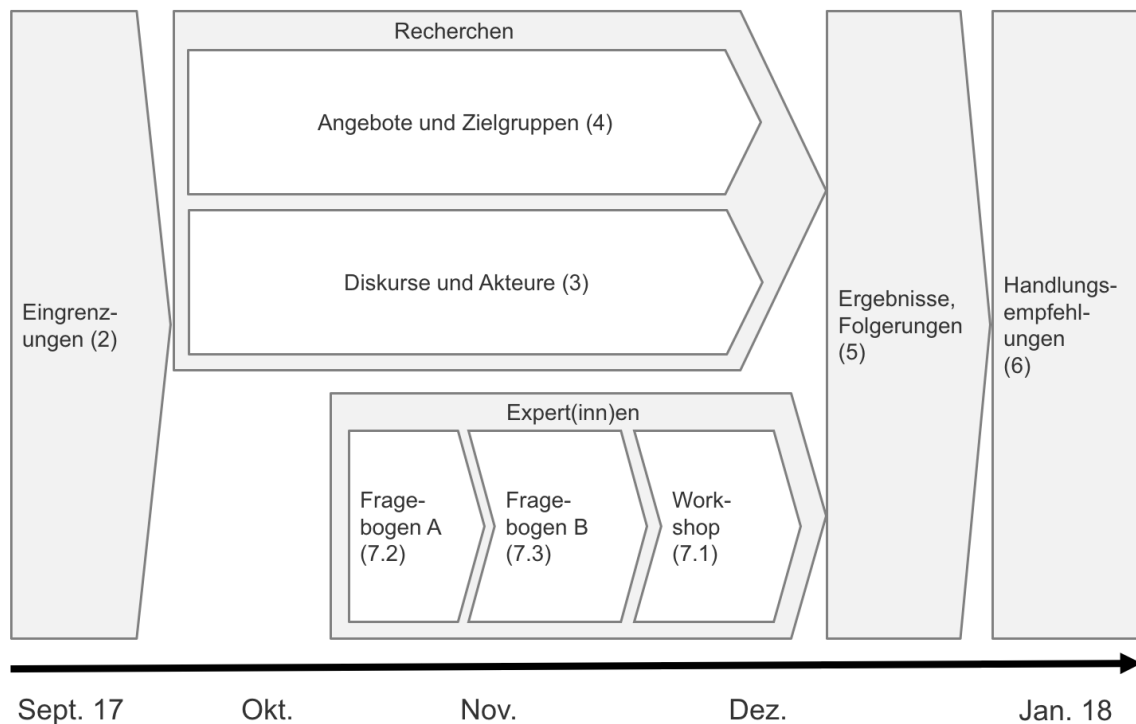 Recherchen
Angebote und Zielgruppen (4)
Diskurse und Akteure (3)
Eingrenz-
ungen (2)
Ergebnisse,
Folgerungen
(5)
Handlungs-
empfehl-
ungen
(6)
Expert(inn)en
Frage-
bogen A
(7.2)
Frage-
bogen B
(7.3)
Work-
shop
(7.1)
Sept. 17 Okt. Nov. Dez. Jan. 18